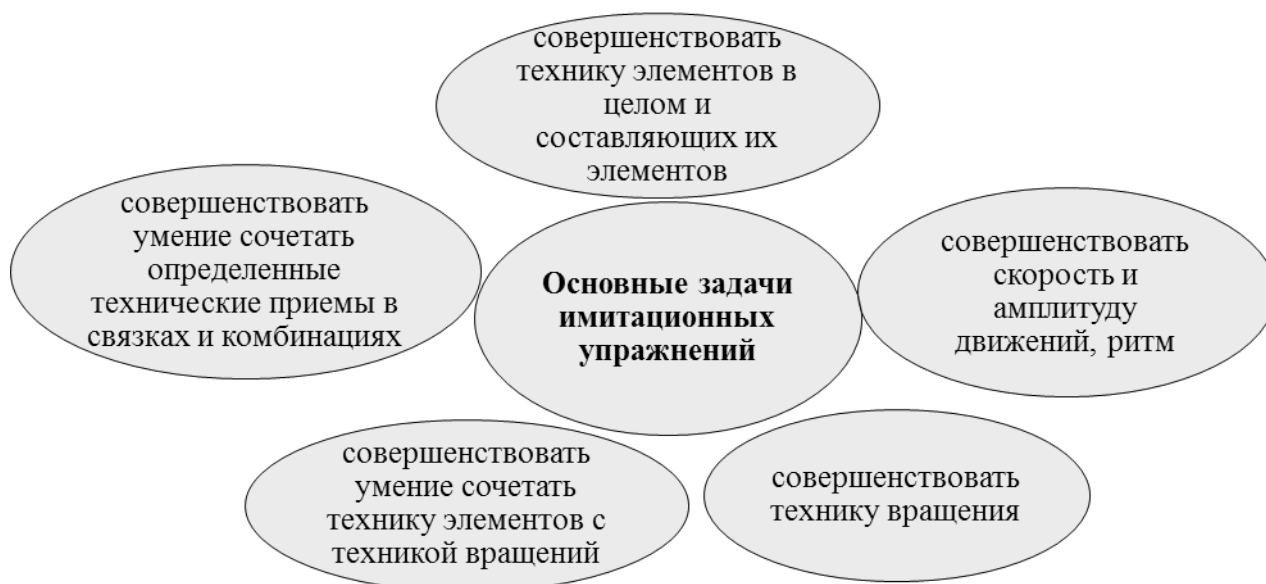 совершенствовать
технику элементов в
целом и
составляющих их
элементов
совершенствовать
умение сочетать
определенные
технические приемы в
связках и комбинациях
Основные задачи
имитационных
упражнений
совершенствовать
скорость и
амплитуду
движений, ритм
совершенствовать
умение сочетать
технику элементов с
техникой вращений
совершенствовать
технику вращения